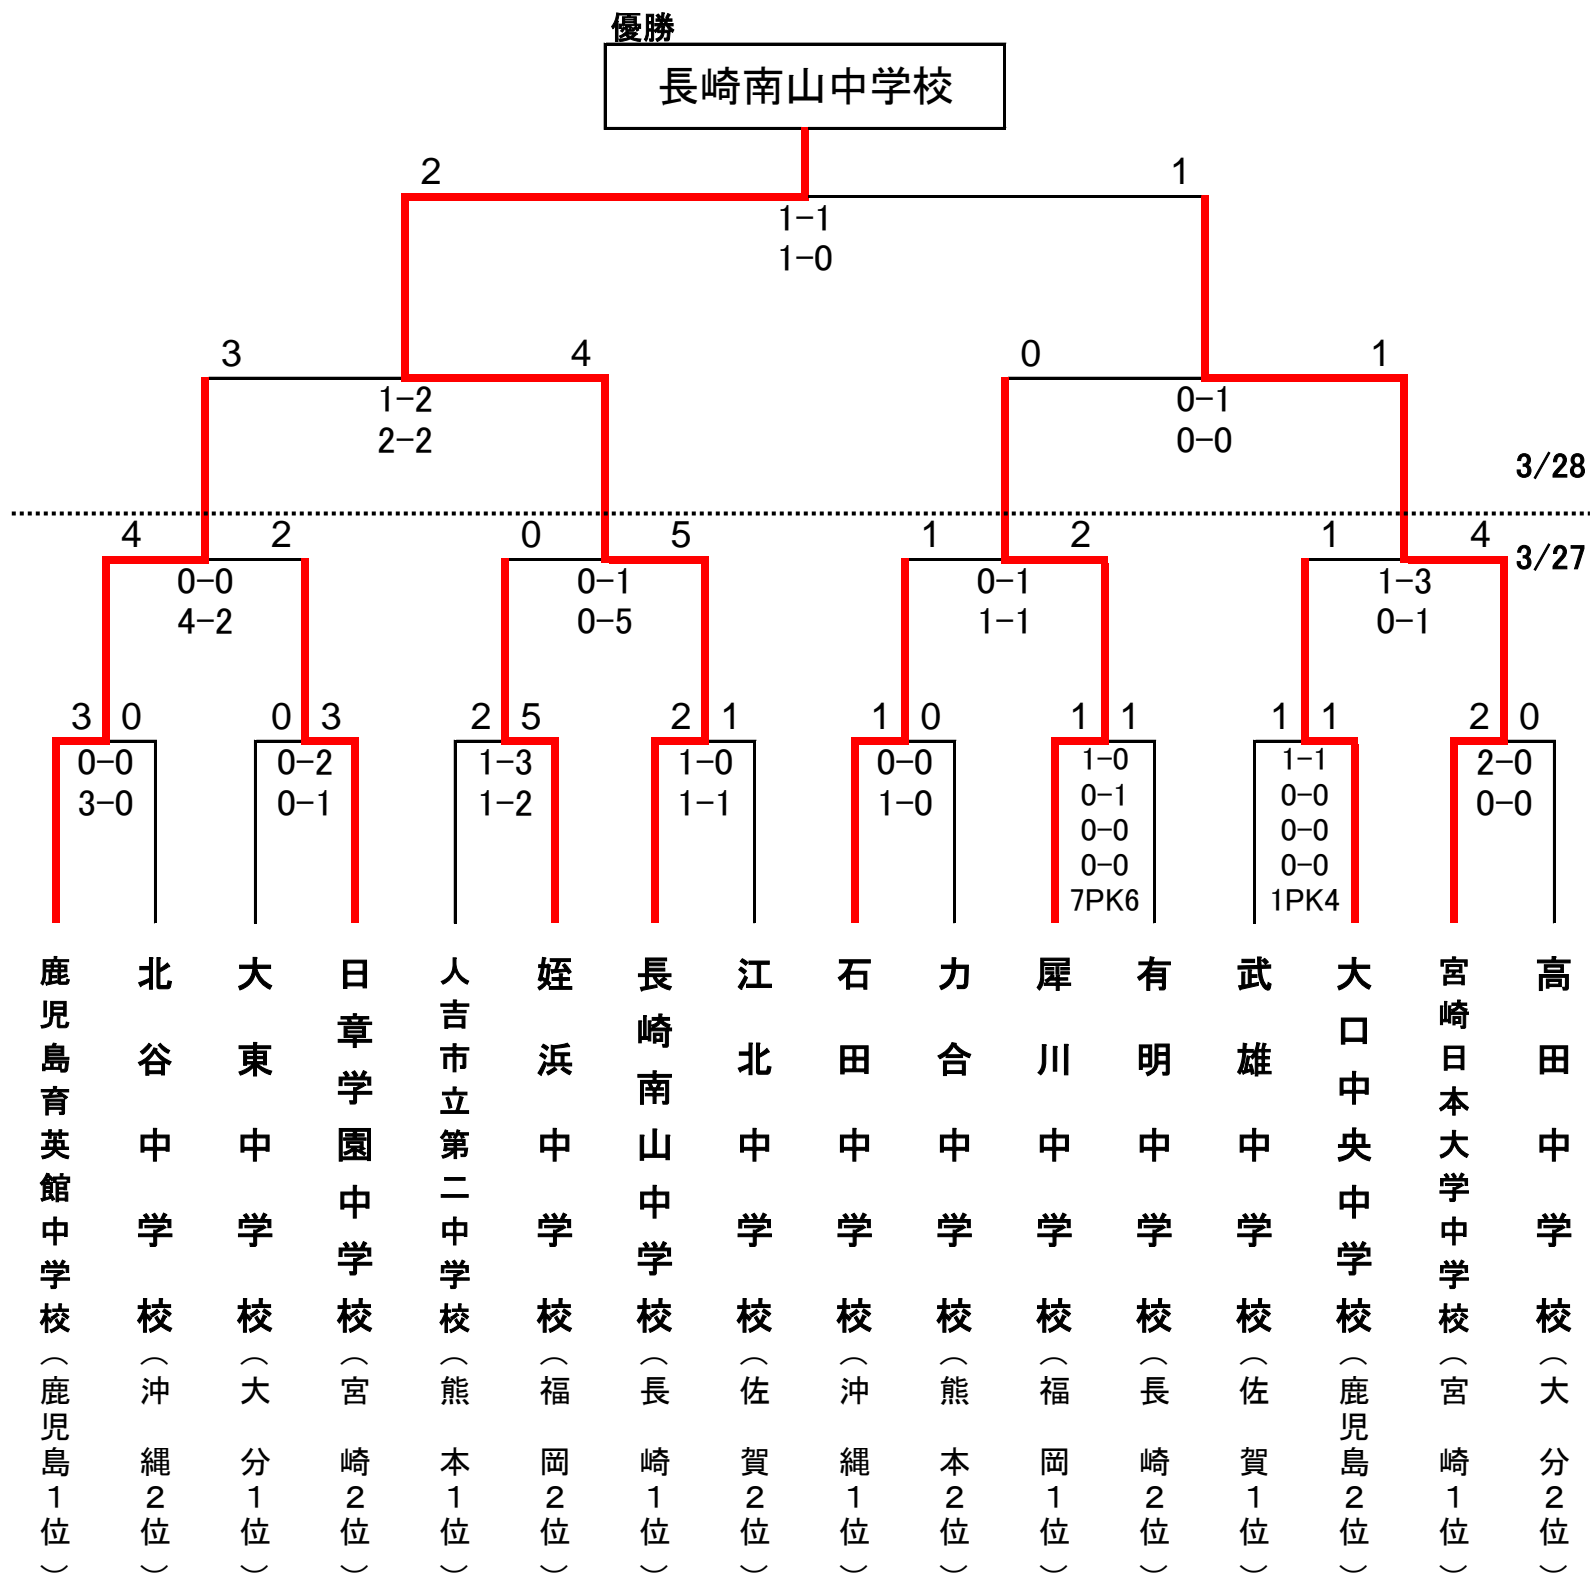 優勝
長崎南山中学校
2 1
1-1
1-0
3 4 0 1
1-2 0-1
2-2 0-0
3/28
4 2 0 5 1 2 1 4
3/27
0-0 0-1 0-1 1-3
4-2 0-5 1-1 0-1
3 0 0 3 2 5 2 1 1 0 1 1 1 1 2 0
0-0
3-0
0-2
0-1
1-3
1-2
1-0
1-1
0-0
1-0
1-0
0-1
0-0
0-0
7PK6
1-1
0-0
0-0
0-0
1PK4
2-0
0-0
鹿児島育英館中学校(鹿児島1位)
北谷中学校(沖縄2位)
大東中学校(大分1位)
日章学園中学校(宮崎2位)
人吉市立第二中学校(熊本1位)
姪浜中学校(福岡2位)
長崎南山中学校(長崎1位)
江北中学校(佐賀2位)
石田中学校(沖縄1位)
力合中学校(熊本2位)
犀川中学校(福岡1位)
有明中学校(長崎2位)
武雄中学校(佐賀1位)
大口中央中学校(鹿児島2位)
宮崎日本大学中学校(宮崎1位)
高田中学校(大分2位)